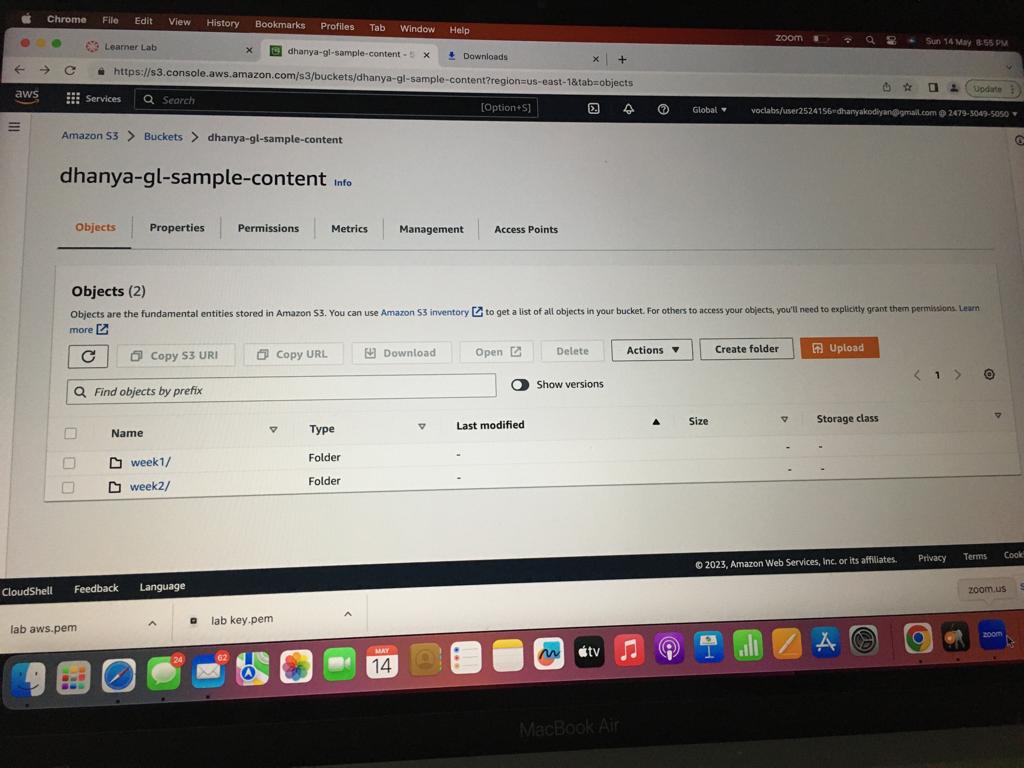 Chrome File Edit View History Bookmarks Profiles Tab Window Help zoom Sun 14 May 8:55 PM
Learner Lab dhanya-gl-sample-content - S Downloads
https://s3.console.aws.amazon.com/s3/buckets/dhanya-gl-sample-content?region=us-east-1&tab=objects Update
aws Services Search [Option+S] Global voclabs/user2524156=dhanyakodiyan@gmail.com @ 2479-3049-5050
Amazon S3 > Buckets > dhanya-gl-sample-content
dhanya-gl-sample-content Info
Objects Properties Permissions Metrics Management Access Points
Objects (2)
Objects are the fundamental entities stored in Amazon S3. You can use Amazon S3 inventory to get a list of all objects in your bucket. For others to access your objects, you'll need to explicitly grant them permissions. Learn
more
Copy S3 URI Copy URL Download Open Delete Actions Create folder Upload
Find objects by prefix Show versions < 1 >
Name Type Last modified Size Storage class
week1/ Folder - - -
week2/ Folder - - -
© 2023, Amazon Web Services, Inc. or its affiliates. Privacy Terms Cook
CloudShell Feedback Language
zoom.us
lab aws.pem lab key.pem
24 62 MAY 14 tv zoom
MacBook Air